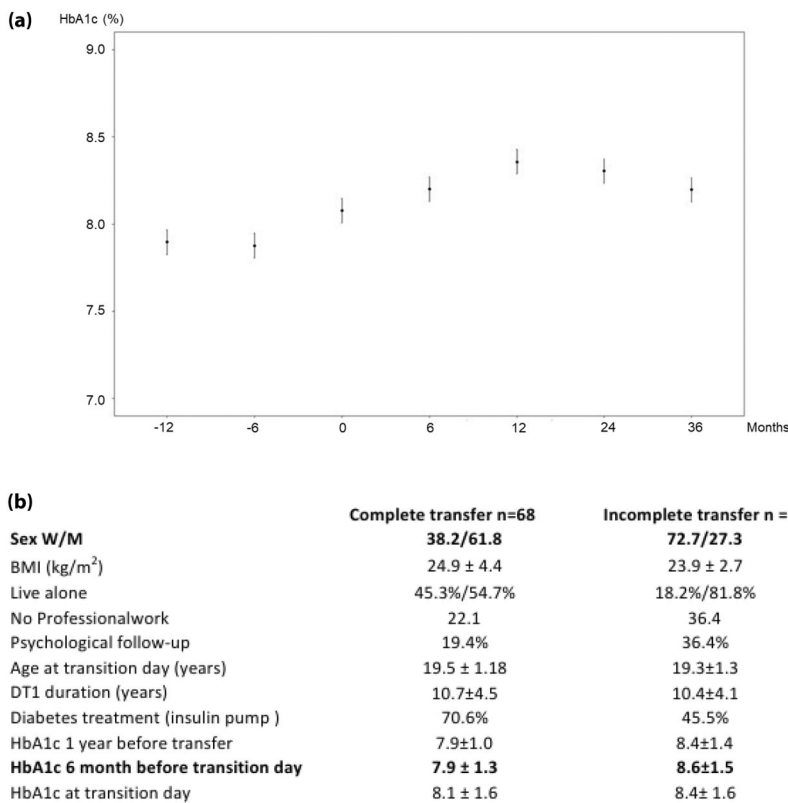 (a) HbA1c (%)
9.0
8.5
8.0
7.5
7.0
-12 -6 0 6 12 24 36 Months
(b)
Complete transfer n=68 Incomplete transfer n =
Sex W/M 38.2/61.8 72.7/27.3
BMI (kg/m²) 24.9 ± 4.4 23.9 ± 2.7
Live alone 45.3%/54.7% 18.2%/81.8%
No Professionalwork 22.1 36.4
Psychological follow-up 19.4% 36.4%
Age at transition day (years) 19.5 ± 1.18 19.3±1.3
DT1 duration (years) 10.7±4.5 10.4±4.1
Diabetes treatment (insulin pump ) 70.6% 45.5%
HbA1c 1 year before transfer 7.9±1.0 8.4±1.4
HbA1c 6 month before transition day 7.9 ± 1.3 8.6±1.5
HbA1c at transition day 8.1 ± 1.6 8.4± 1.6